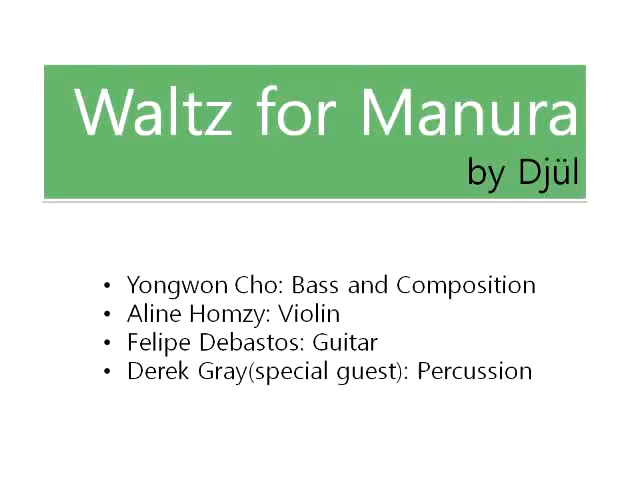 Waltz for Manura
by Djül
• Yongwon Cho: Bass and Composition
• Aline Homzy: Violin
• Felipe Debastos: Guitar
• Derek Gray(special guest): Percussion